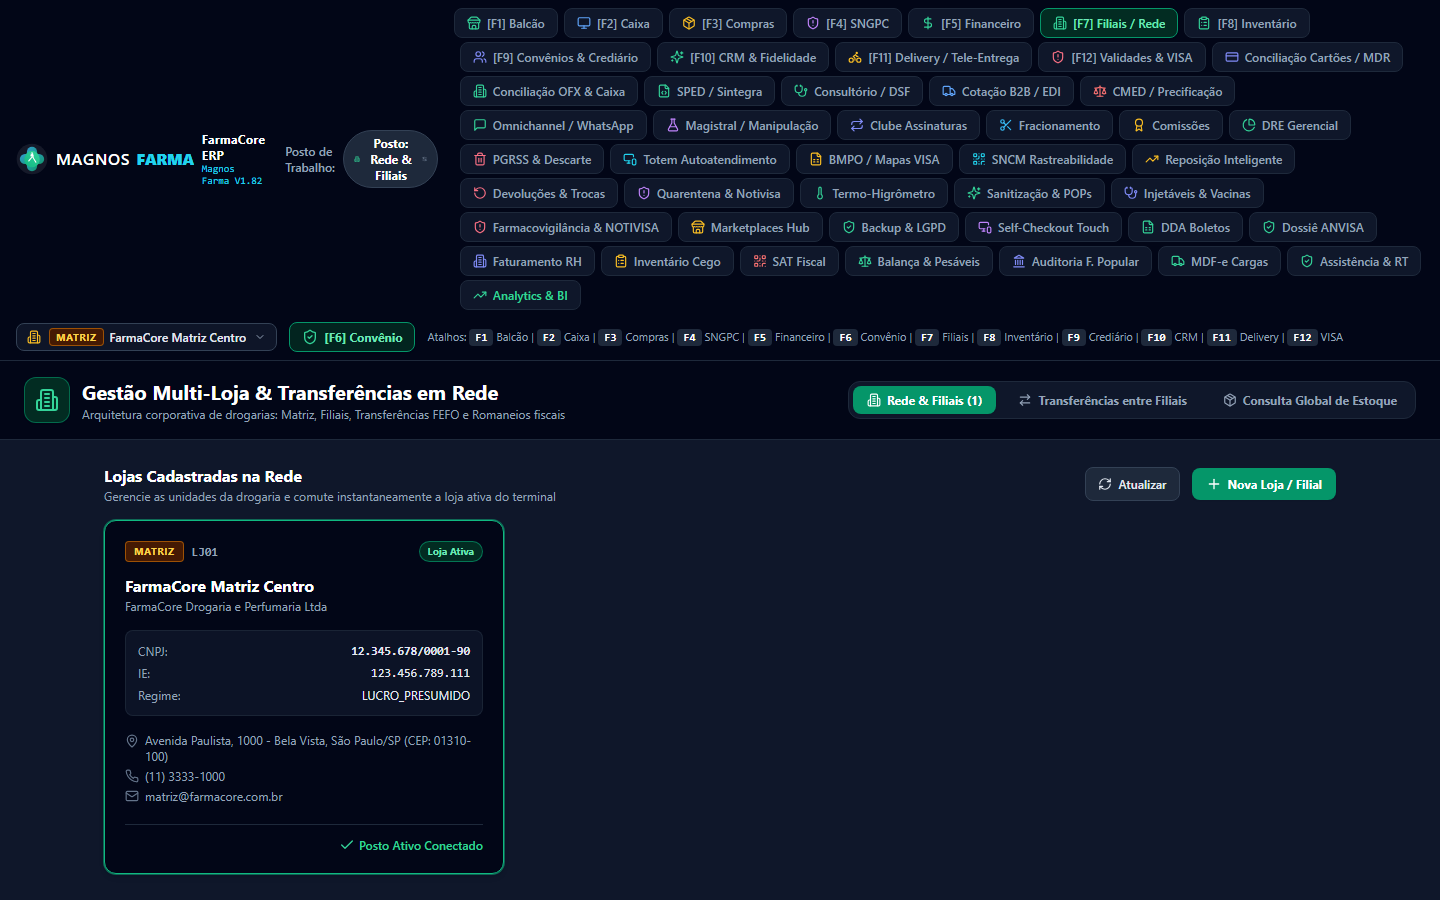 [F1] Balcão
[F2] Caixa
[F3] Compras
[F4] SNGPC
[F5] Financeiro
[F7] Filiais / Rede
[F8] Inventário
[F9] Convênios & Crediário
[F10] CRM & Fidelidade
[F11] Delivery / Tele-Entrega
[F12] Validades & VISA
Conciliação Cartões / MDR
Conciliação OFX & Caixa
SPED / Sintegra
Consultório / DSF
Cotação B2B / EDI
CMED / Precificação
Omnichannel / WhatsApp
Magistral / Manipulação
Clube Assinaturas
Fracionamento
Comissões
DRE Gerencial
PGRSS & Descarte
Totem Autoatendimento
BMPO / Mapas VISA
SNCM Rastreabilidade
Reposição Inteligente
Devoluções & Trocas
Quarentena & Notivisa
Termo-Higrômetro
Sanitização & POPs
Injetáveis & Vacinas
Farmacovigilância & NOTIVISA
Marketplaces Hub
Backup & LGPD
Self-Checkout Touch
DDA Boletos
Dossiê ANVISA
Faturamento RH
Inventário Cego
SAT Fiscal
Balança & Pesáveis
Auditoria F. Popular
MDF-e Cargas
Assistência & RT
Analytics & BI
MAGNOS FARMA
FarmaCore
ERP
Magnos
Farma V1.82
Posto de
Trabalho:
Posto:
Rede &
Filiais
MATRIZ FarmaCore Matriz Centro
[F6] Convênio
Atalhos: F1 Balcão | F2 Caixa | F3 Compras | F4 SNGPC | F5 Financeiro | F6 Convênio | F7 Filiais | F8 Inventário | F9 Crediário | F10 CRM | F11 Delivery | F12 VISA
Gestão Multi-Loja & Transferências em Rede
Arquitetura corporativa de drogarias: Matriz, Filiais, Transferências FEFO e Romaneios fiscais
Rede & Filiais (1)
Transferências entre Filiais
Consulta Global de Estoque
Lojas Cadastradas na Rede
Gerencie as unidades da drogaria e comute instantaneamente a loja ativa do terminal
Atualizar
Nova Loja / Filial
MATRIZ LJ01
Loja Ativa
FarmaCore Matriz Centro
FarmaCore Drogaria e Perfumaria Ltda
CNPJ: 12.345.678/0001-90
IE: 123.456.789.111
Regime: LUCRO_PRESUMIDO
Avenida Paulista, 1000 - Bela Vista, São Paulo/SP (CEP: 01310-
100)
(11) 3333-1000
matriz@farmacore.com.br
Posto Ativo Conectado